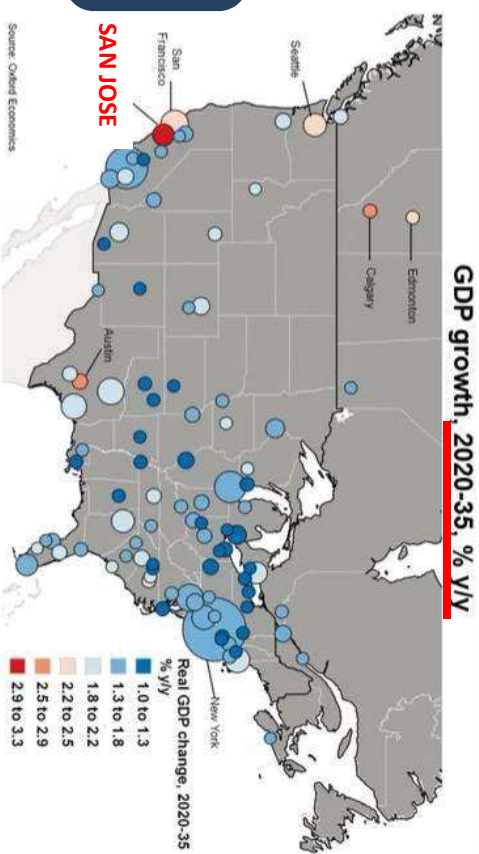 GDP growth, 2020-35, % y/y
Edmonton
Calgary
Seattle
San
Francisco
SAN JOSE
Austin
New York
Real GDP change, 2020-35
% y/y
1.0 to 1.3
1.3 to 1.8
1.8 to 2.2
2.2 to 2.5
2.5 to 2.9
2.9 to 3.3
Source: Oxford Economics